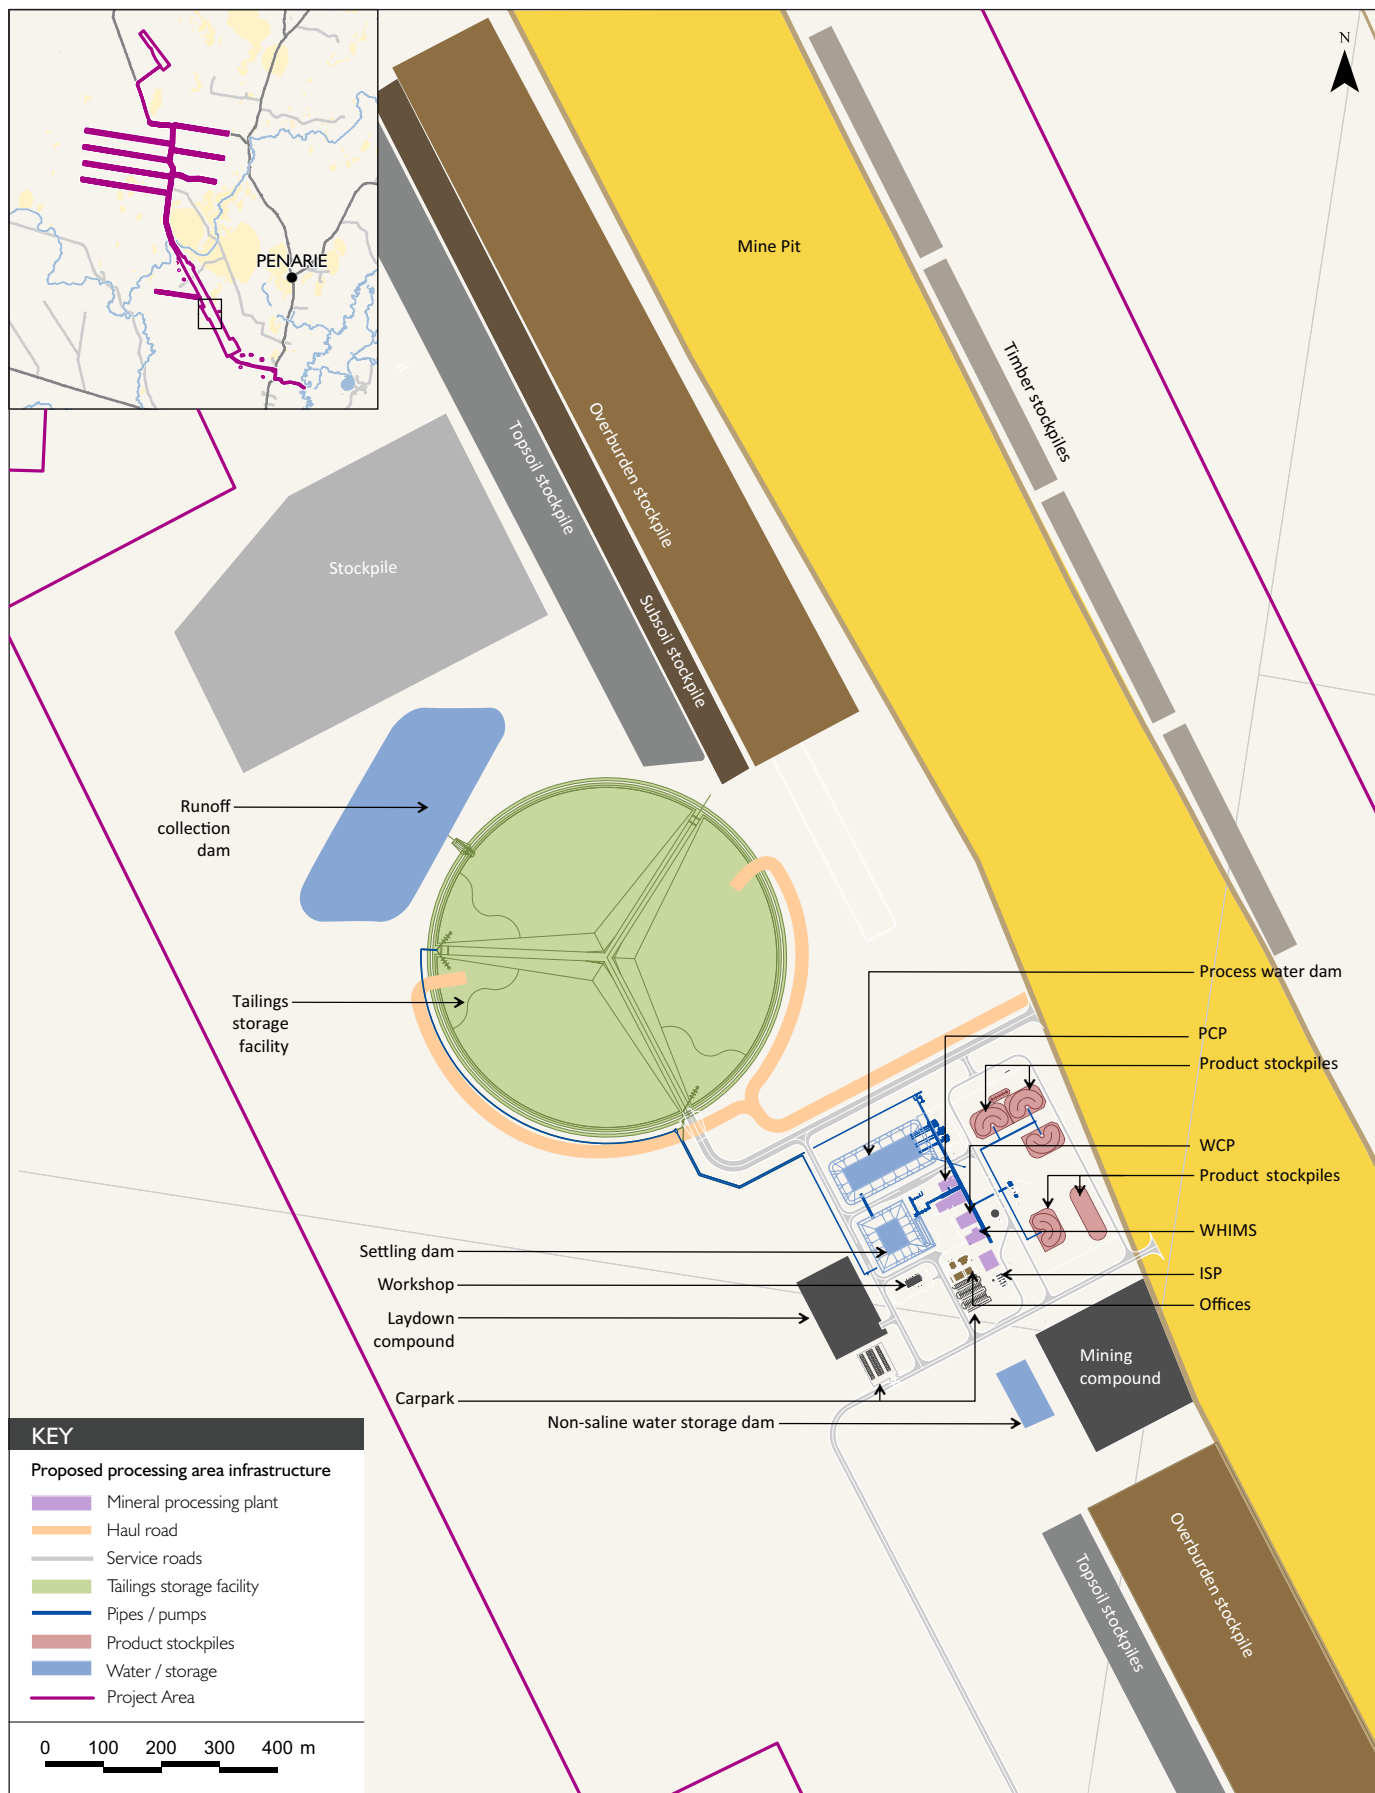 N
PENARIE
Mine Pit
Timber stockpiles
Overburden stockpile
Topsoil stockpile
Subsoil stockpile
Stockpile
Runoff
collection
dam
Tailings
storage
facility
Process water dam
PCP
Product stockpiles
WCP
Product stockpiles
WHIMS
ISP
Offices
Settling dam
Workshop
Laydown
compound
Carpark
Non-saline water storage dam
Mining
compound
Overburden stockpile
Topsoil stockpiles
KEY
Proposed processing area infrastructure
Mineral processing plant
Haul road
Service roads
Tailings storage facility
Pipes / pumps
Product stockpiles
Water / storage
Project Area
0 100 200 300 400 m